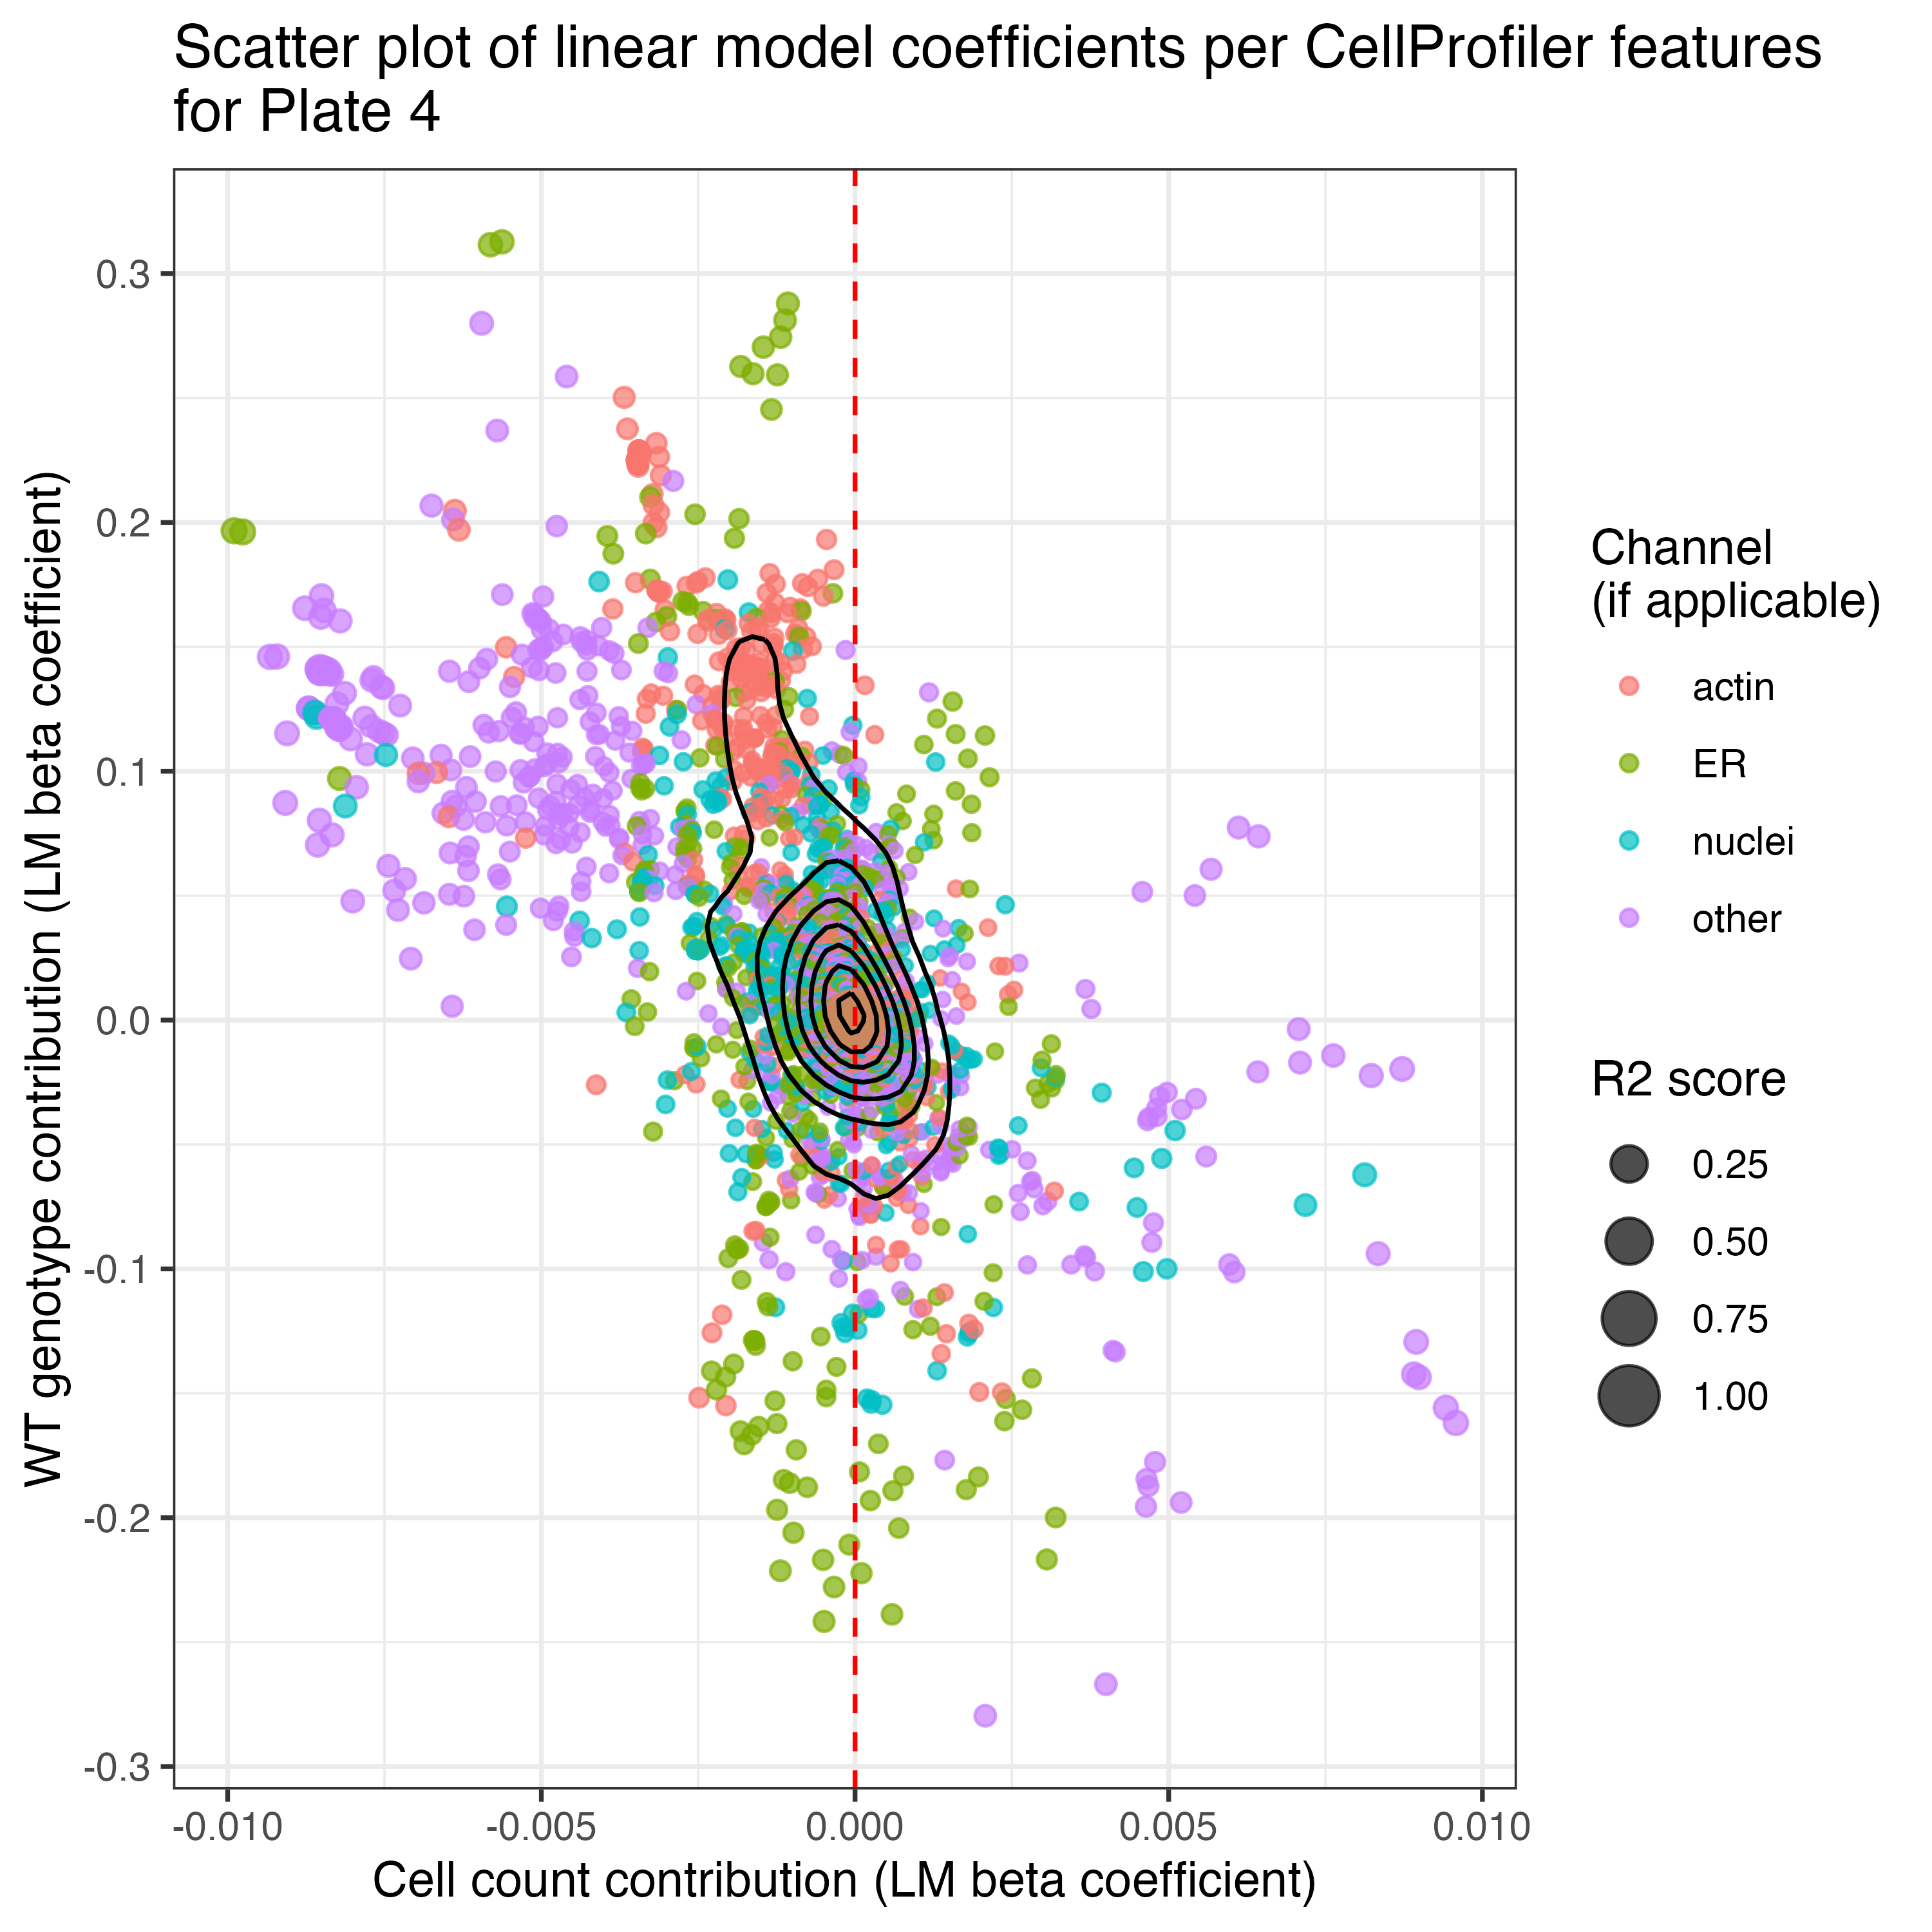 Scatter plot of linear model coefficients per CellProfiler features
for Plate 4
WT genotype contribution (LM beta coefficient)
0.3
0.2
0.1
0.0
-0.1
-0.2
-0.3
-0.010
-0.005
0.000
0.005
0.010
Cell count contribution (LM beta coefficient)
Channel
(if applicable)
actin
ER
nuclei
other
R2 score
0.25
0.50
0.75
1.00